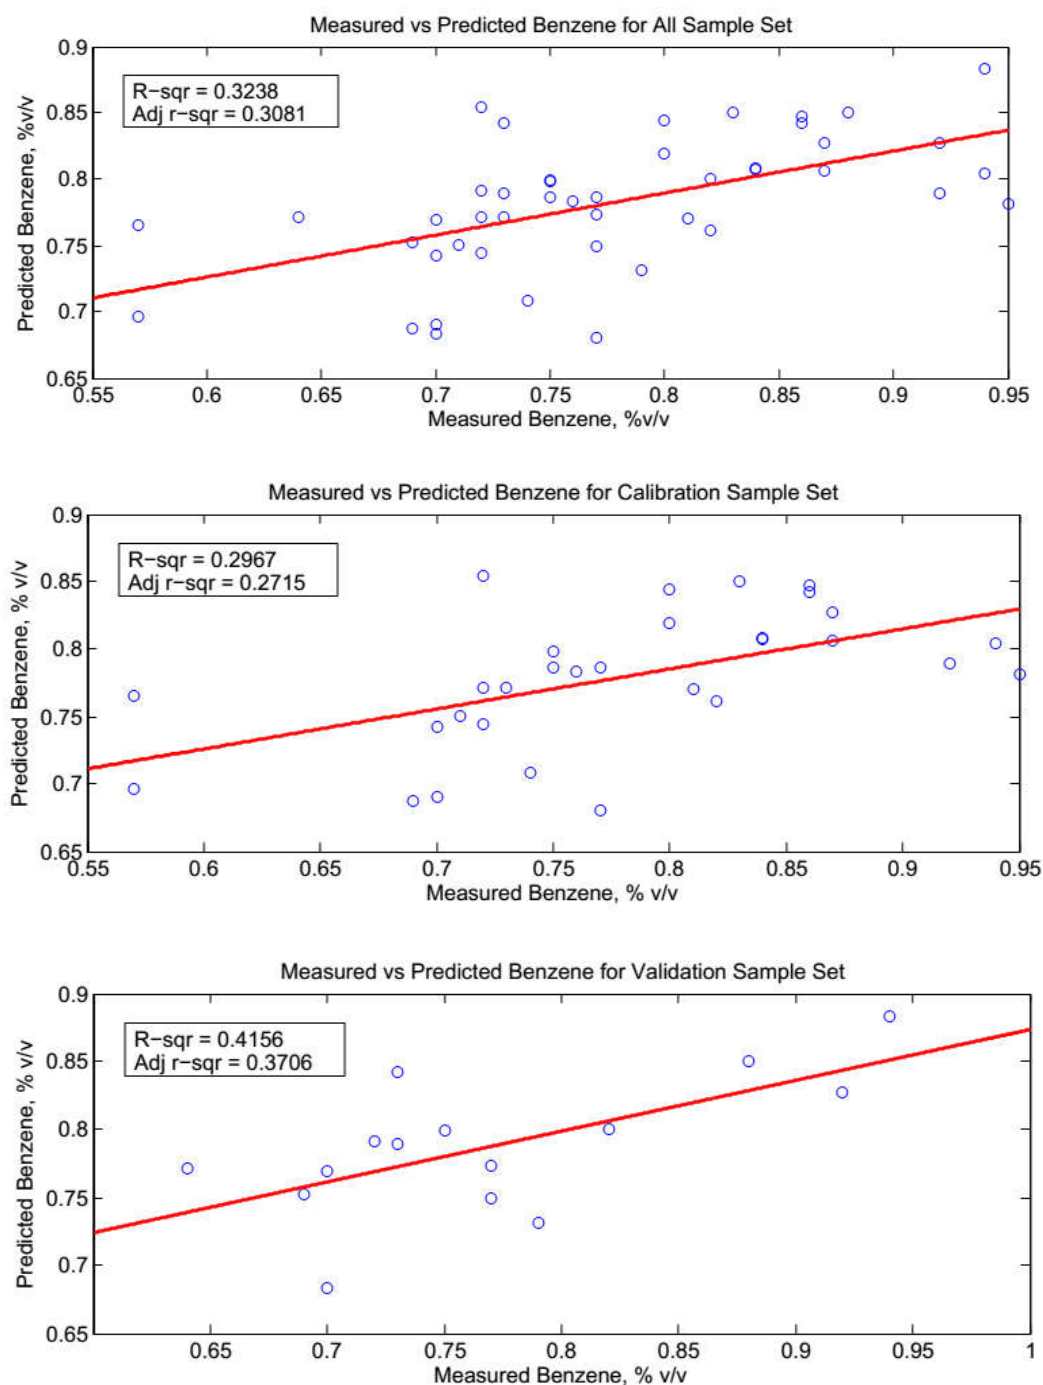 Measured vs Predicted Benzene for All Sample Set
0.9
0.85
0.8
0.75
0.7
0.65
Predicted Benzene, %v/v
R−sqr = 0.3238
Adj r−sqr = 0.3081
0.55 0.6 0.65 0.7 0.75 0.8 0.85 0.9 0.95
Measured Benzene, %v/v
Measured vs Predicted Benzene for Calibration Sample Set
0.9
0.85
0.8
0.75
0.7
0.65
Predicted Benzene, % v/v
R−sqr = 0.2967
Adj r−sqr = 0.2715
0.55 0.6 0.65 0.7 0.75 0.8 0.85 0.9 0.95
Measured Benzene, % v/v
Measured vs Predicted Benzene for Validation Sample Set
0.9
0.85
0.8
0.75
0.7
0.65
Predicted Benzene, % v/v
R−sqr = 0.4156
Adj r−sqr = 0.3706
0.65 0.7 0.75 0.8 0.85 0.9 0.95 1
Measured Benzene, % v/v